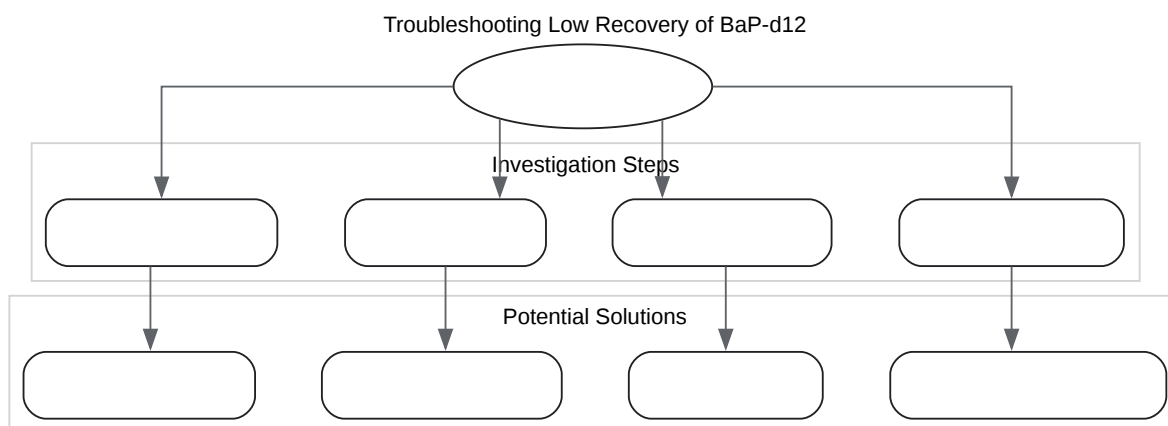 Troubleshooting Low Recovery of BaP-d12
Investigation Steps
Potential Solutions